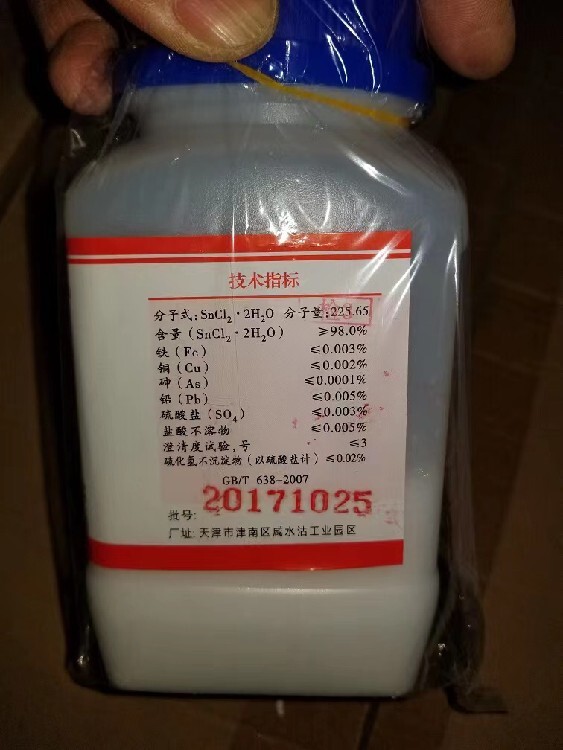 技术指标
分子式:SnCl₂·2H₂O 分子量:225.65
含量(SnCl₂·2H₂O) ≥98.0%
铁(Fe) ≤0.003%
铜(Cu) ≤0.002%
砷(As) ≤0.0001%
铅(Pb) ≤0.005%
硫酸盐(SO₄) ≤0.003%
盐酸不溶物 ≤0.005%
澄清度试验,号 ≤3
硫化氢不沉淀物(以硫酸盐计) ≤0.02%
GB/T 638-2007
批号: 20171025
厂址:天津市津南区咸水沽工业园区